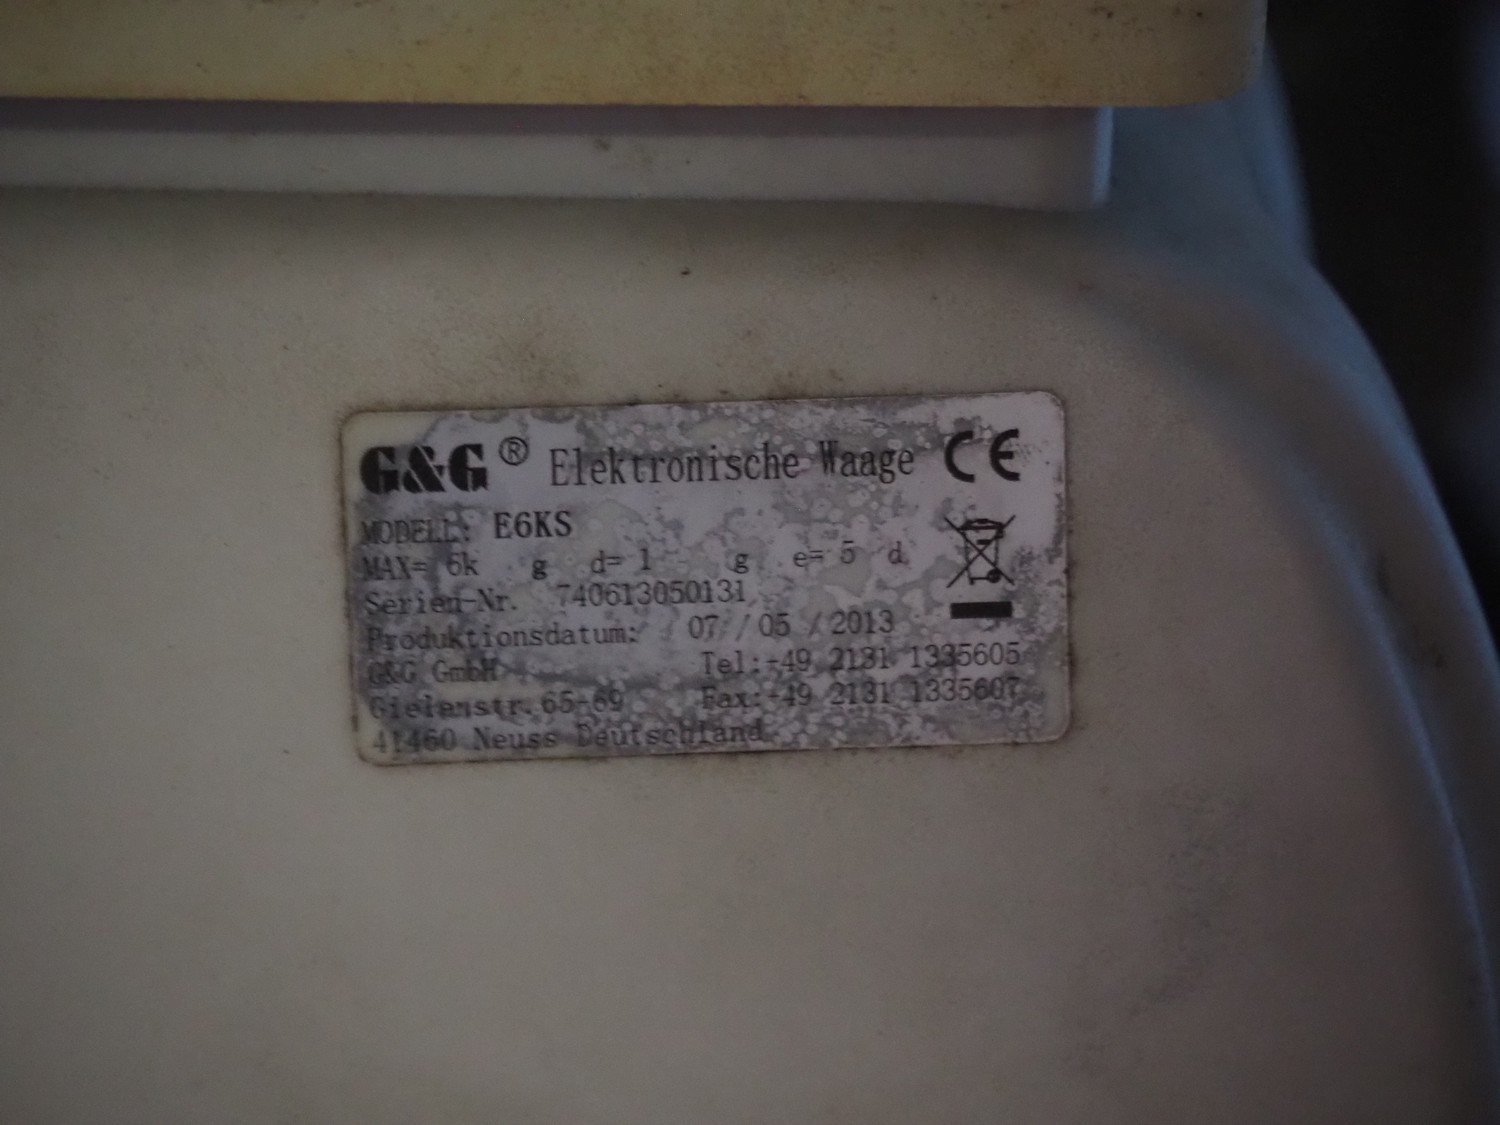 G&G® Elektronische Waage CE
MODELL: E6KS
MAX= 6k g d= 1 g e= 5 d
Serien-Nr. 740613050131
Produktionsdatum: 07 / 05 / 2013
G&G GmbH Tel:+49 2131 1335605
Gielenstr.65-69 Fax:+49 2131 1335607
41460 Neuss Deutschland